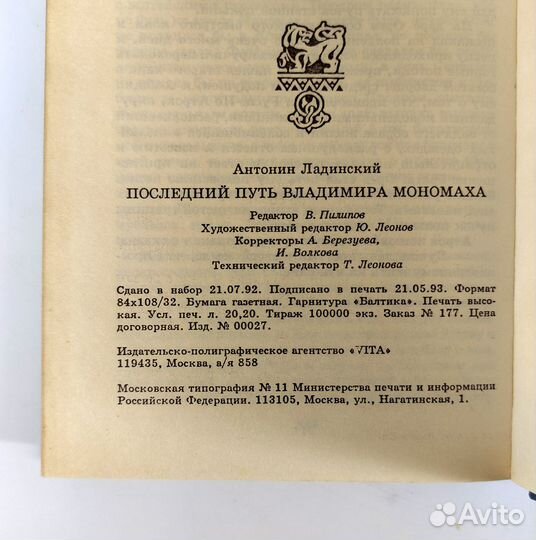 Антонин Ладинский
ПОСЛЕДНИЙ ПУТЬ ВЛАДИМИРА МОНОМАХА
Редактор В. Пилипов
Художественный редактор Ю. Леонов
Корректоры А. Березуева,
И. Волкова
Технический редактор Т. Леонова
Сдано в набор 21.07.92. Подписано в печать 21.05.93. Формат
84х108/32. Бумага газетная. Гарнитура «Балтика». Печать высо-
кая. Усл. печ. л. 20,20. Тираж 100000 экз. Заказ № 177. Цена
договорная. Изд. № 00027.
Издательско-полиграфическое агентство «VITA»
119435, Москва, а/я 858
Московская типография № 11 Министерства печати и информации
Российской Федерации. 113105, Москва, ул., Нагатинская, 1.
Avito